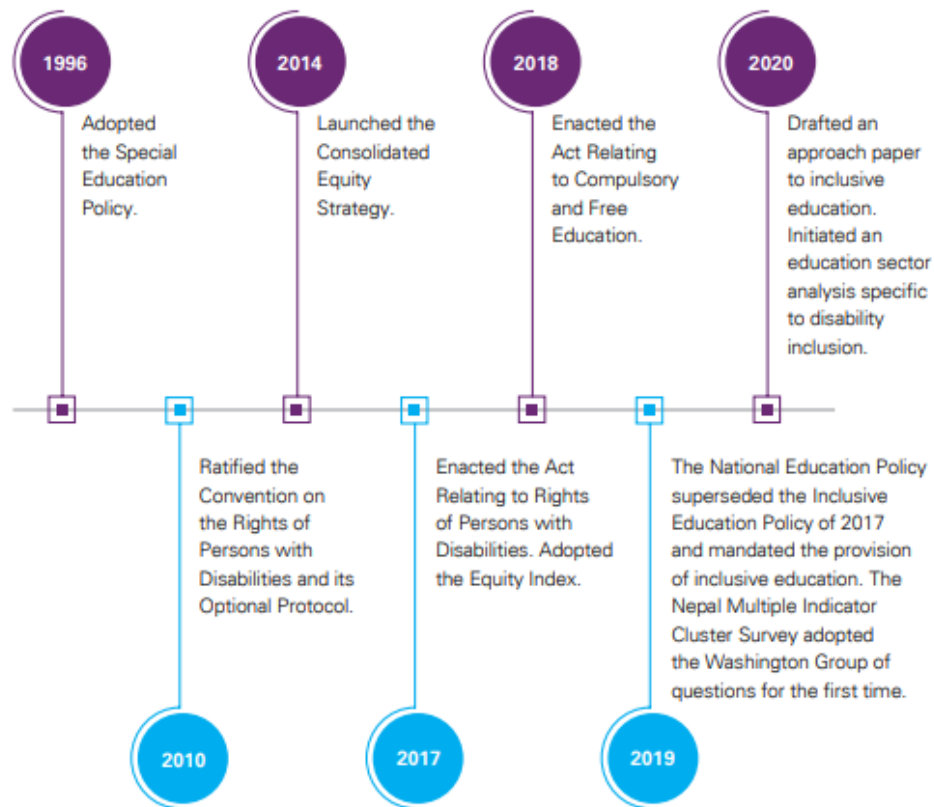 1996
Adopted
the Special
Education
Policy.
2014
Launched the
Consolidated
Equity
Strategy.
2018
Enacted the
Act Relating
to Compulsory
and Free
Education.
2020
Drafted an
approach paper
to inclusive
education.
Initiated an
education sector
analysis specific
to disability
inclusion.
Ratified the
Convention on
the Rights of
Persons with
Disabilities and its
Optional Protocol.
2010
Enacted the Act
Relating to Rights
of Persons with
Disabilities. Adopted
the Equity Index.
2017
The National Education Policy
superseded the Inclusive
Education Policy of 2017
and mandated the provision
of inclusive education. The
Nepal Multiple Indicator
Cluster Survey adopted
the Washington Group of
questions for the first time.
2019